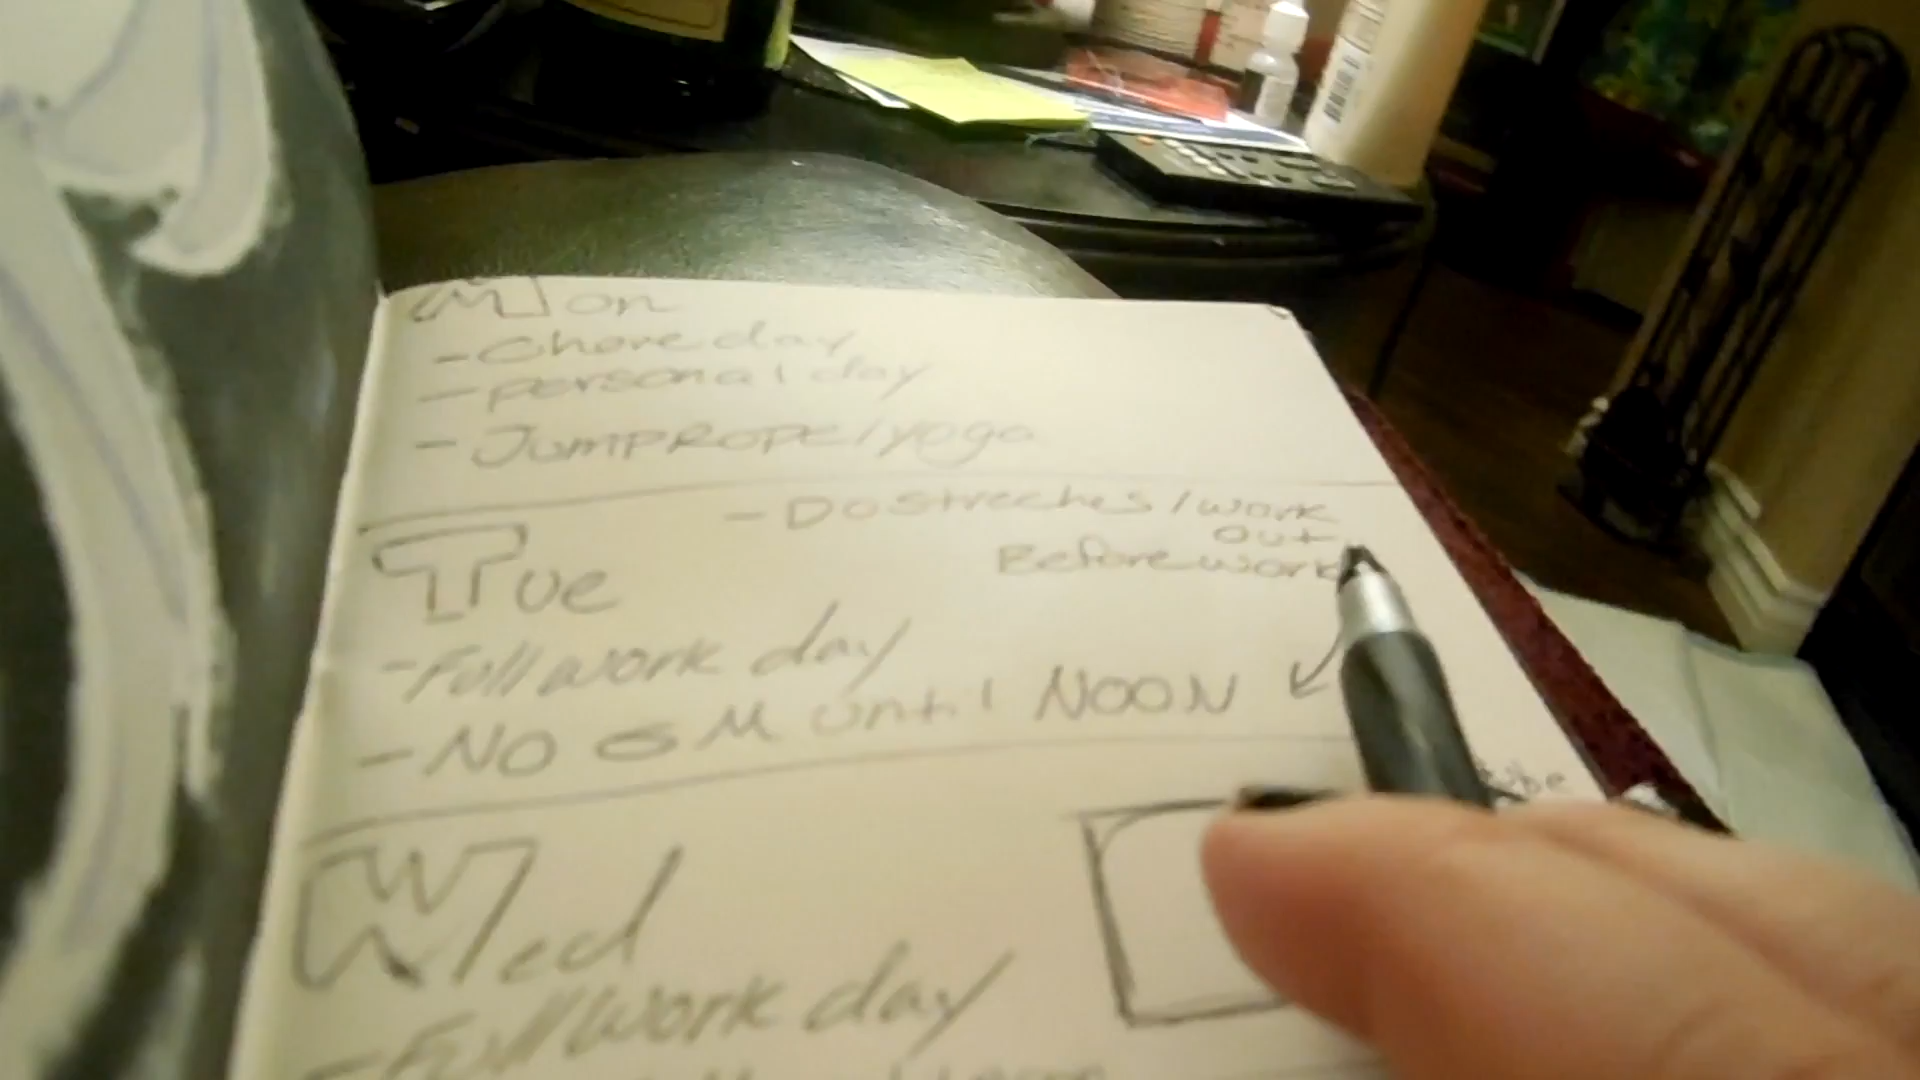 Mon
- Chore day
- personal day
- JumpRope/yoga
- Do streches/work
out
Before work
Tue
- Full work day
- NO SM until NOON
Wed
- Full work day